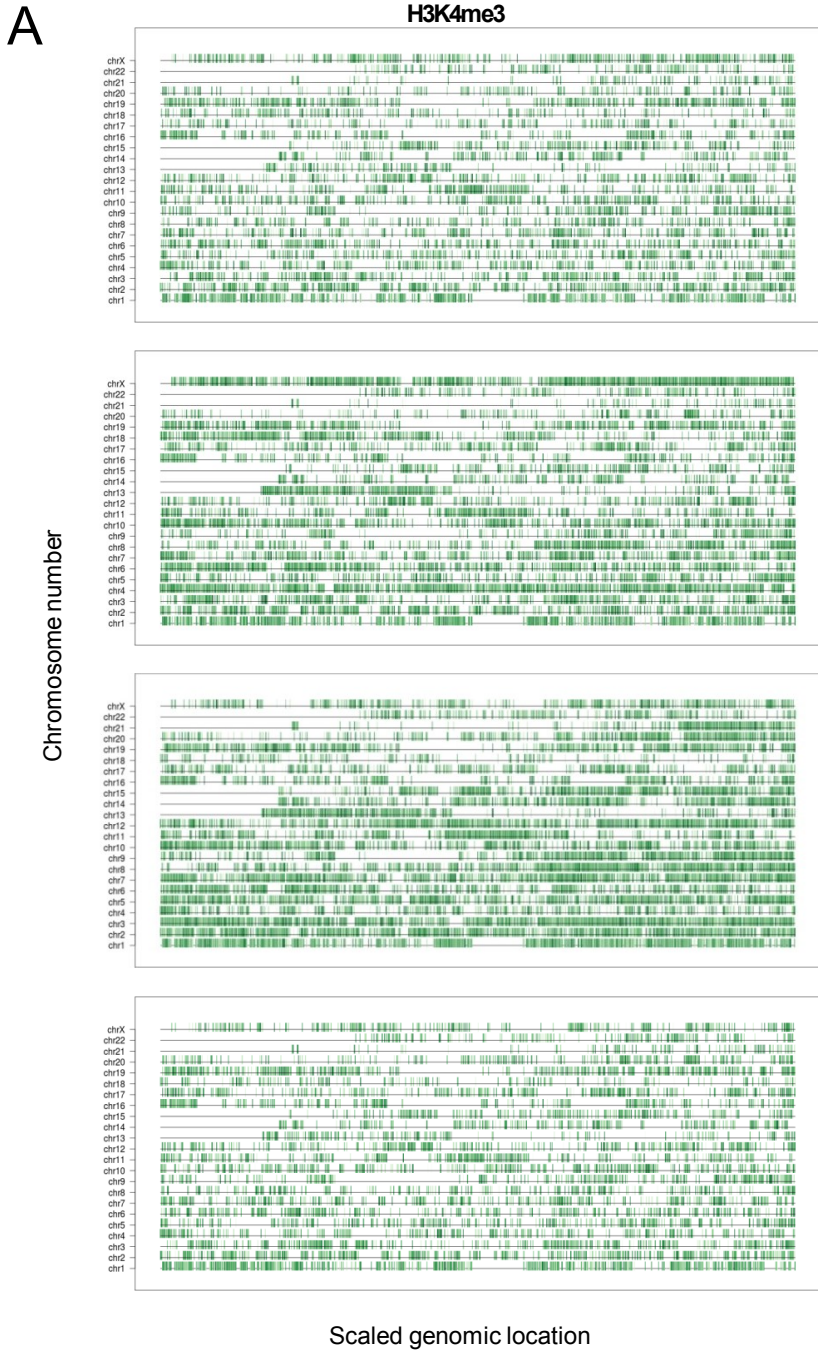 A
H3K4me3
chrX
chr22
chr21
chr20
chr19
chr18
chr17
chr16
chr15
chr14
chr13
chr12
chr11
chr10
chr9
chr8
chr7
chr6
chr5
chr4
chr3
chr2
chr1
chrX
chr22
chr21
chr20
chr19
chr18
chr17
chr16
chr15
chr14
chr13
chr12
chr11
chr10
chr9
chr8
chr7
chr6
chr5
chr4
chr3
chr2
chr1
Chromosome number
chrX
chr22
chr21
chr20
chr19
chr18
chr17
chr16
chr15
chr14
chr13
chr12
chr11
chr10
chr9
chr8
chr7
chr6
chr5
chr4
chr3
chr2
chr1
chrX
chr22
chr21
chr20
chr19
chr18
chr17
chr16
chr15
chr14
chr13
chr12
chr11
chr10
chr9
chr8
chr7
chr6
chr5
chr4
chr3
chr2
chr1
Scaled genomic location